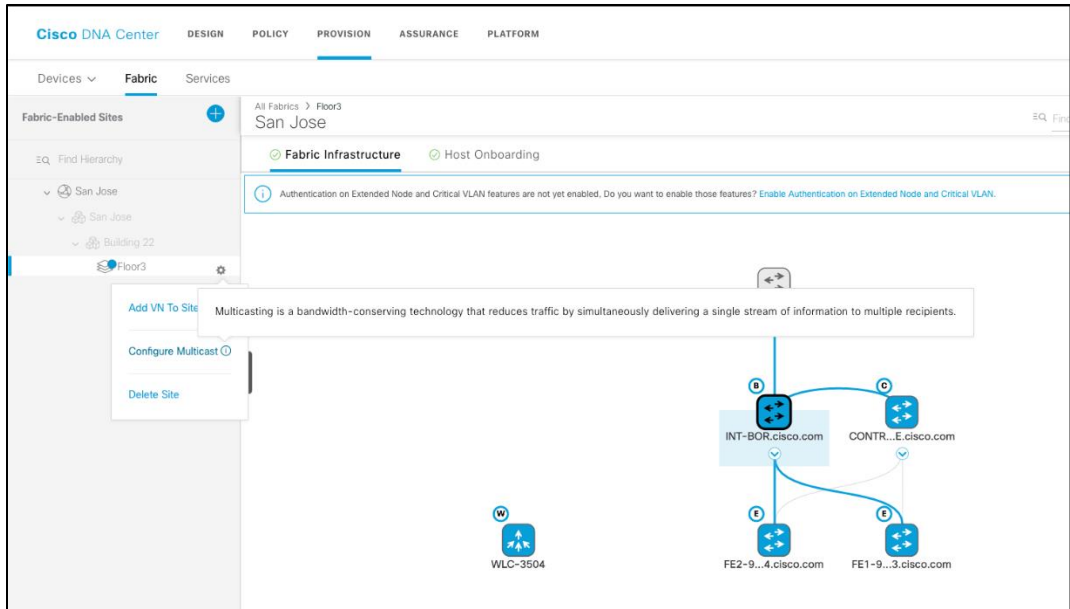 Cisco DNA Center DESIGN POLICY PROVISION ASSURANCE PLATFORM
Devices Fabric Services
Fabric-Enabled Sites
All Fabrics > Floor3
San Jose
Find
Find Hierarchy
Fabric Infrastructure Host Onboarding
San Jose
Authentication on Extended Node and Critical VLAN features are not yet enabled, Do you want to enable those features? Enable Authentication on Extended Node and Critical VLAN.
San Jose
Building 22
Floor3
Add VN To Site
Multicasting is a bandwidth-conserving technology that reduces traffic by simultaneously delivering a single stream of information to multiple recipients.
Configure Multicast
Delete Site
B C
INT-BOR.cisco.com CONTR...E.cisco.com
W E E
WLC-3504 FE2-9...4.cisco.com FE1-9...3.cisco.com